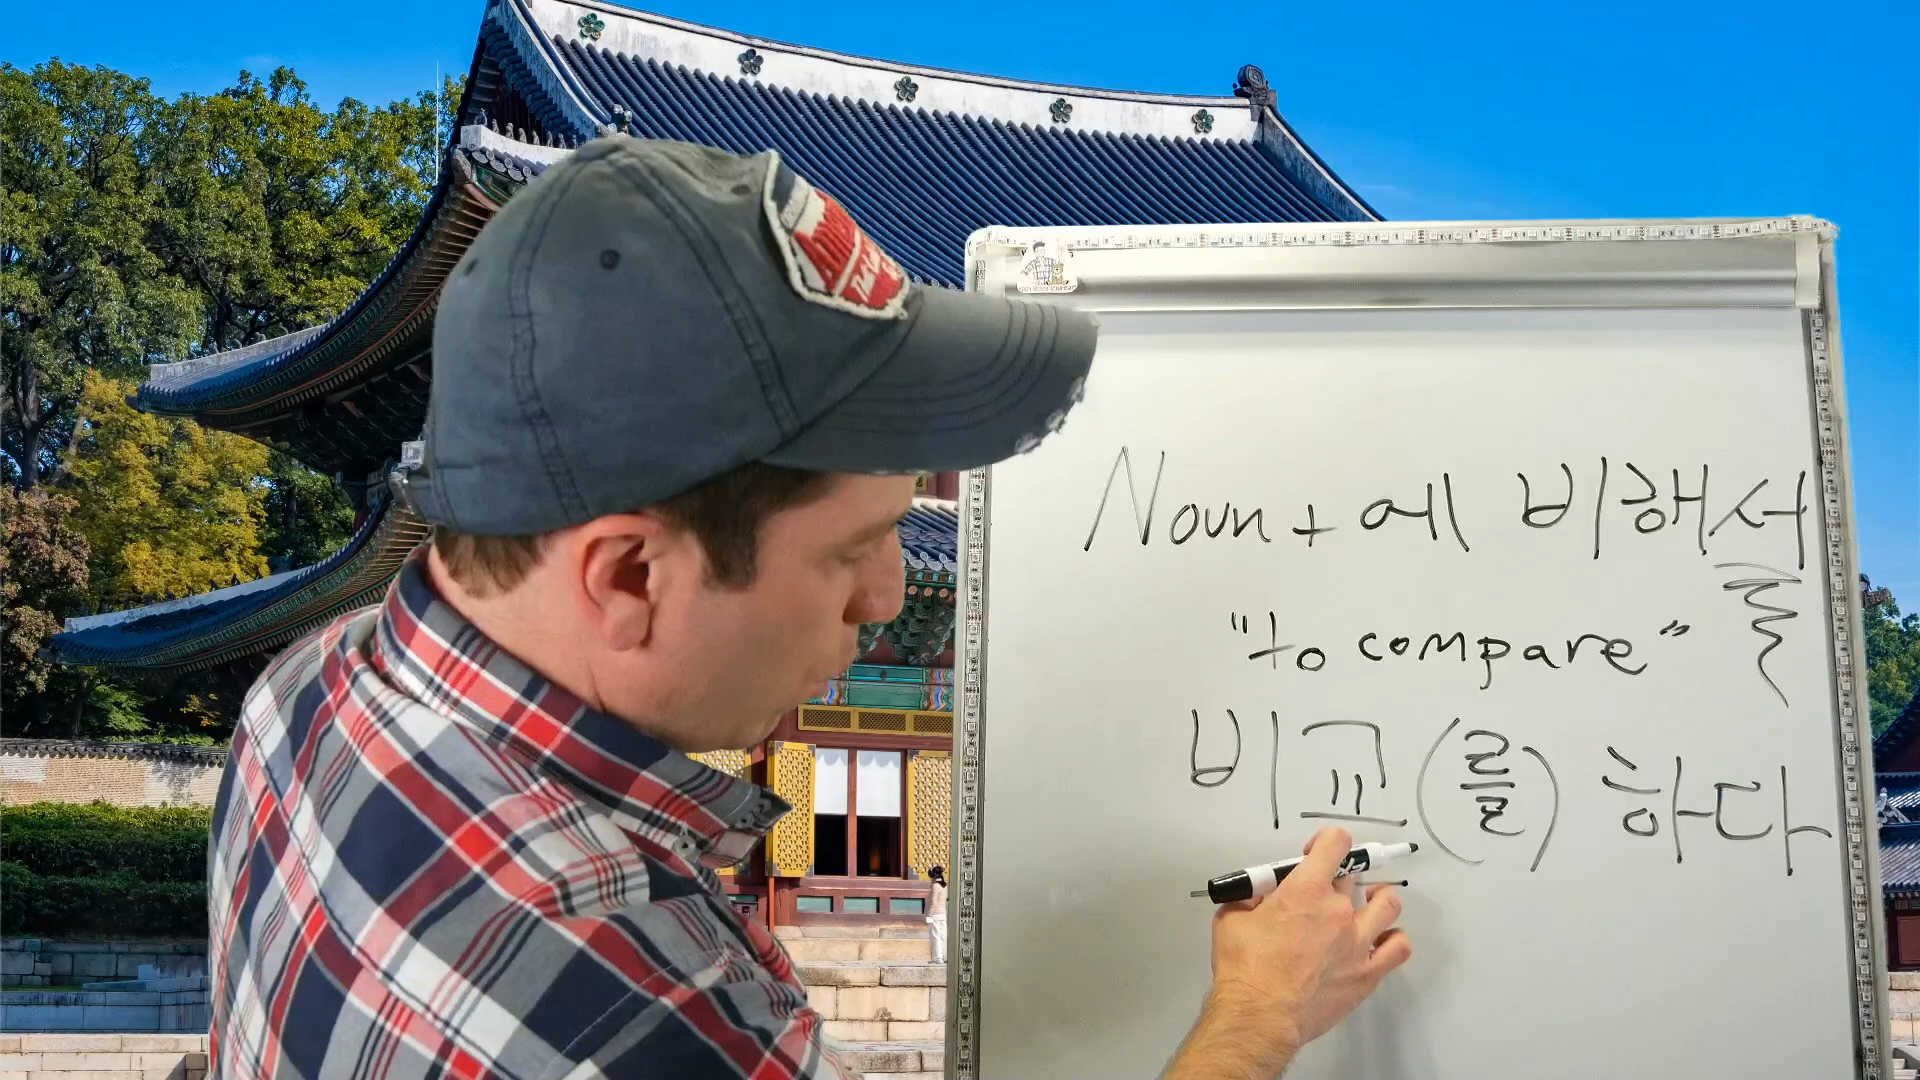 Noun + 에 비해서
"to compare"
비교(를) 하다